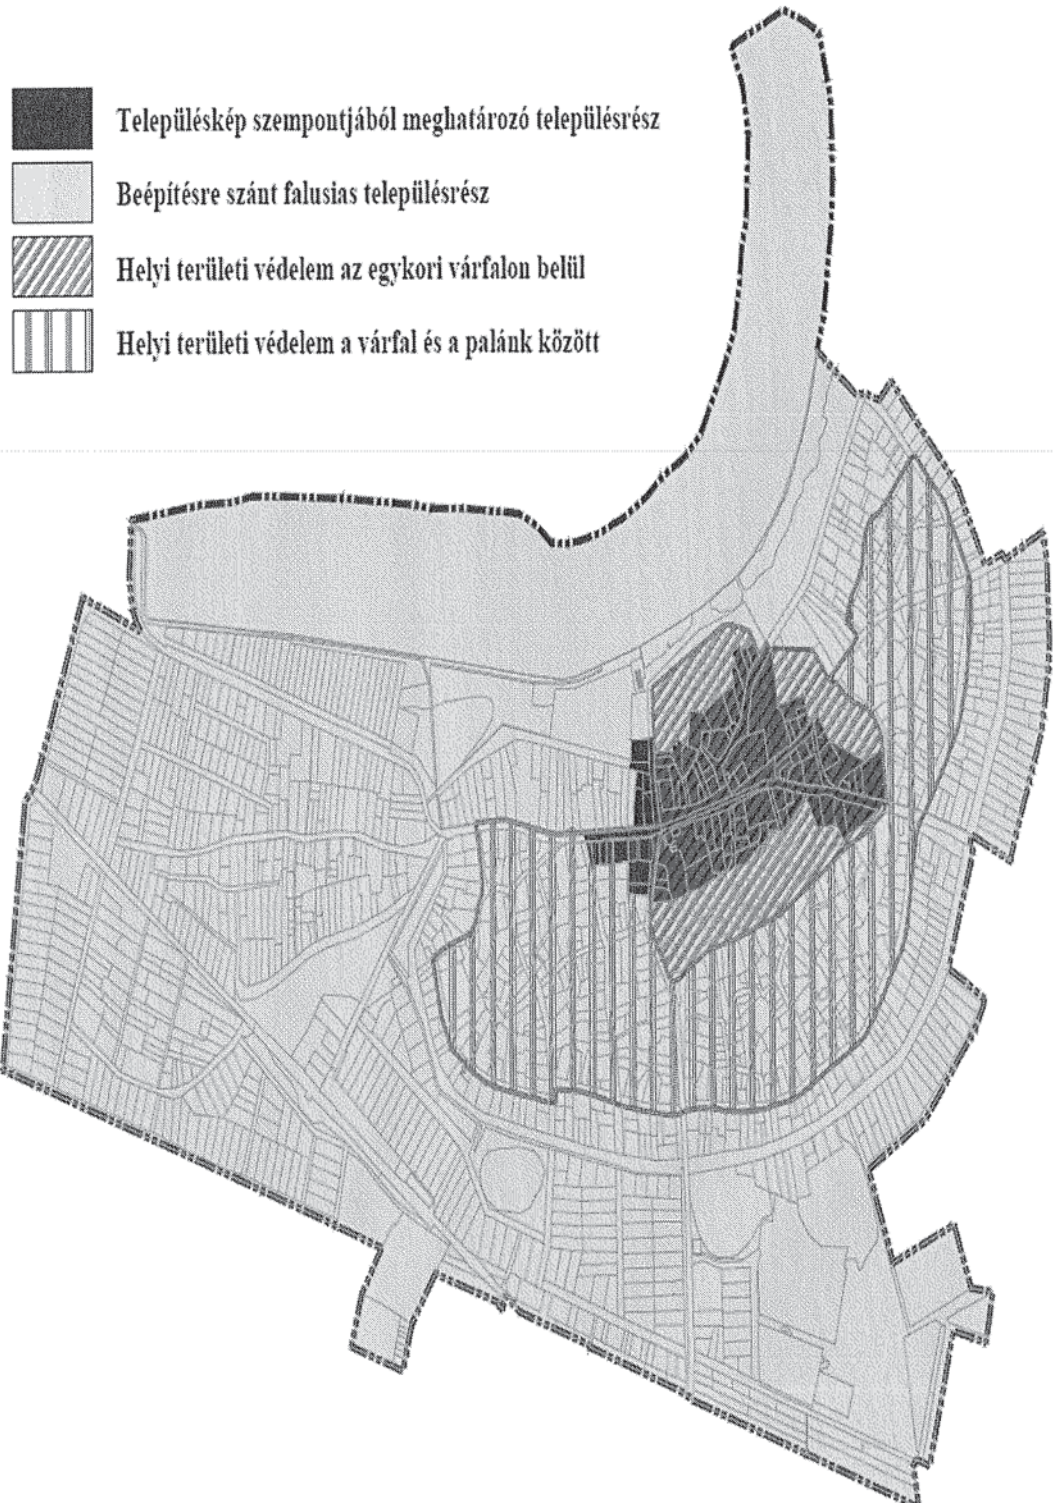 Településkép szempontjából meghatározó településrész
Beépítésre szánt falusias településrész
Helyi területi védelem az egykori várfalon belül
Helyi területi védelem a várfal és a palánk között